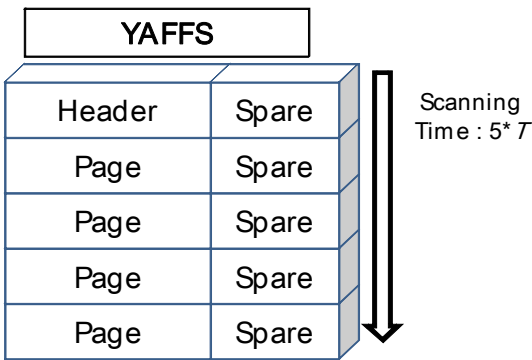 YAFFS
Header Spare
Page Spare
Page Spare
Page Spare
Page Spare
Scanning
Time : 5* T